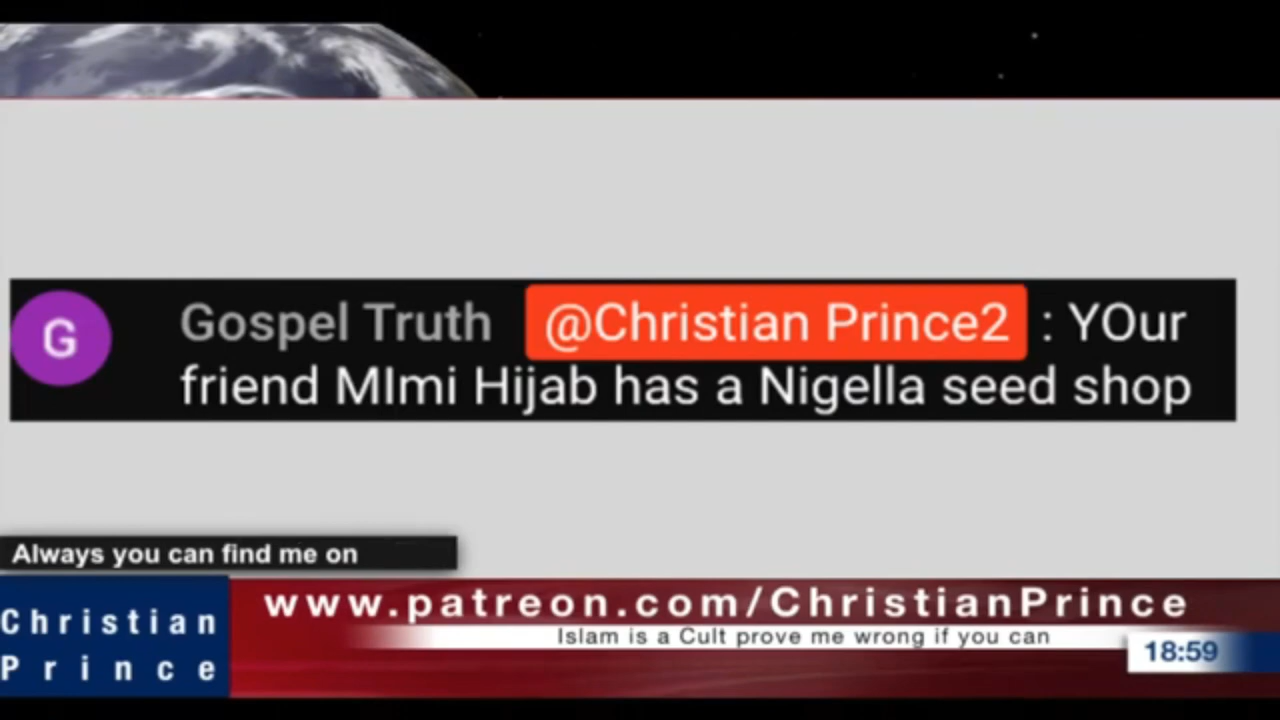 G
Gospel Truth @Christian Prince2 : YOur
friend MImi Hijab has a Nigella seed shop
Always you can find me on
Christian
Prince
www.patreon.com/ChristianPrince
Islam is a Cult prove me wrong if you can
18:59